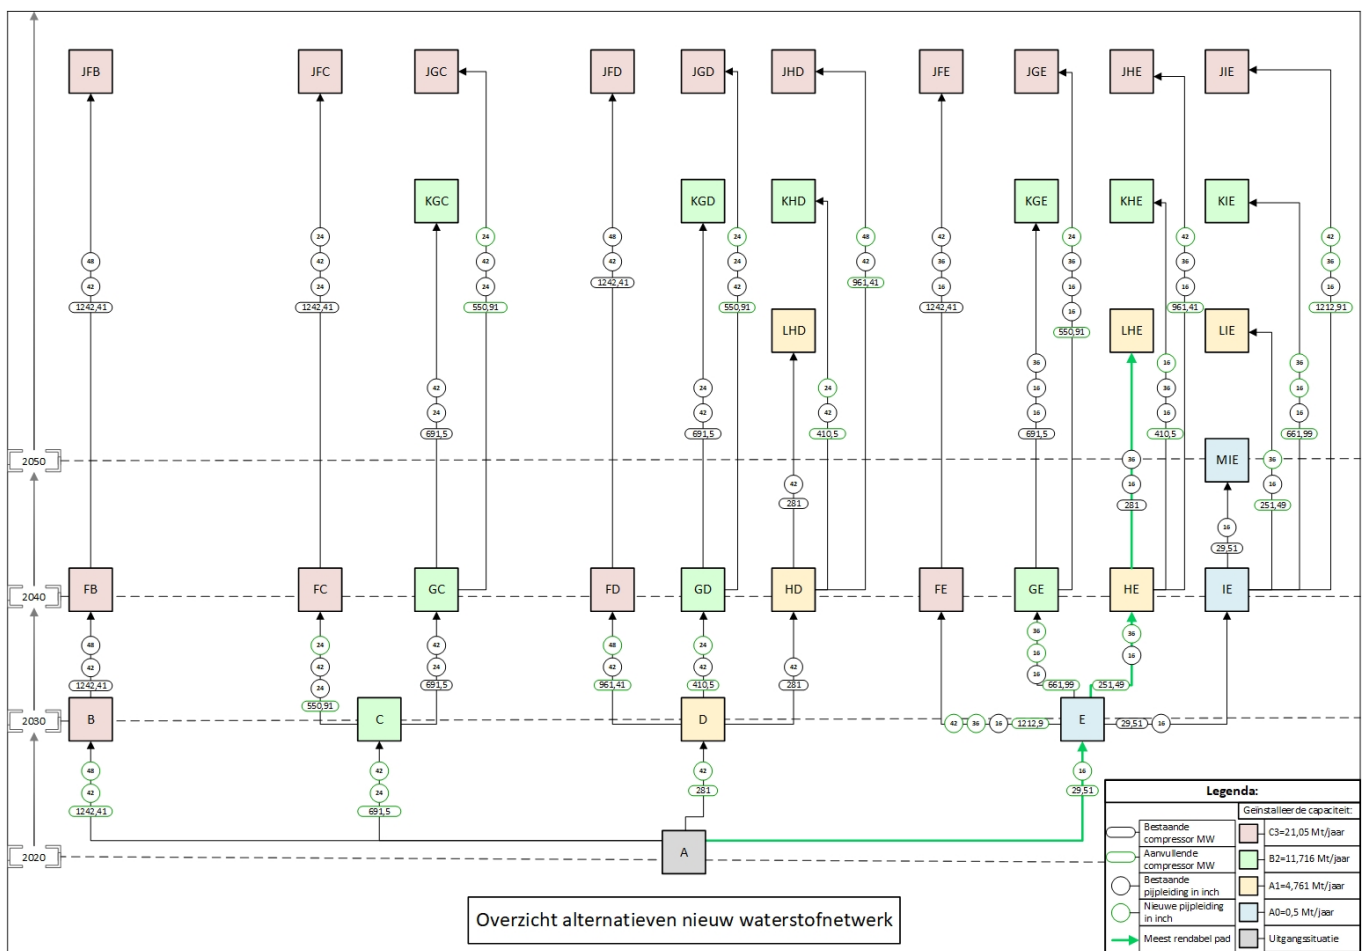 JFB
JFC
JGC
JFD
JGD
JHD
JFE
JGE
JHE
JIE
KGC
KGD
KHD
KGE
KHE
KIE
24
24
48
24
48
42
24
42
42
48
42
42
42
24
42
42
36
36
36
42
24
24
42
16
36
16
16
1242,41
1242,41
550,91
1242,41
550,91
961,41
1242,41
16
961,41
1212,91
550,91
LHD
LHE
LIE
42
24
24
36
16
36
24
42
42
16
36
16
16
16
16
691,5
691,5
410,5
691,5
410,5
661,99
2050
MIE
42
36
36
281
16
16
281
251,49
16
29,51
2040
FB
FC
GC
FD
GD
HD
FE
GE
HE
IE
48
24
42
48
24
42
36
36
42
42
24
42
42
16
16
1242,41
24
691,5
961,41
410,5
281
16
661,99
251,49
550,91
2030
B
C
D
42
36
16
1212,9
E
29,51
16
48
42
42
16
42
24
281
29,51
1242,41
691,5
2020
A
Overzicht alternatieven nieuw waterstofnetwerk
Legenda:
Geïnstalleerde capaciteit:
Bestaande
compressor MW
C3=21,05 Mt/jaar
Aanvullende
compressor MW
B2=11,716 Mt/jaar
Bestaande
pijpleiding in inch
A1=4,761 Mt/jaar
Nieuwe pijpleiding
in inch
A0=0,5 Mt/jaar
Meest rendabel pad
Uitgangssituatie